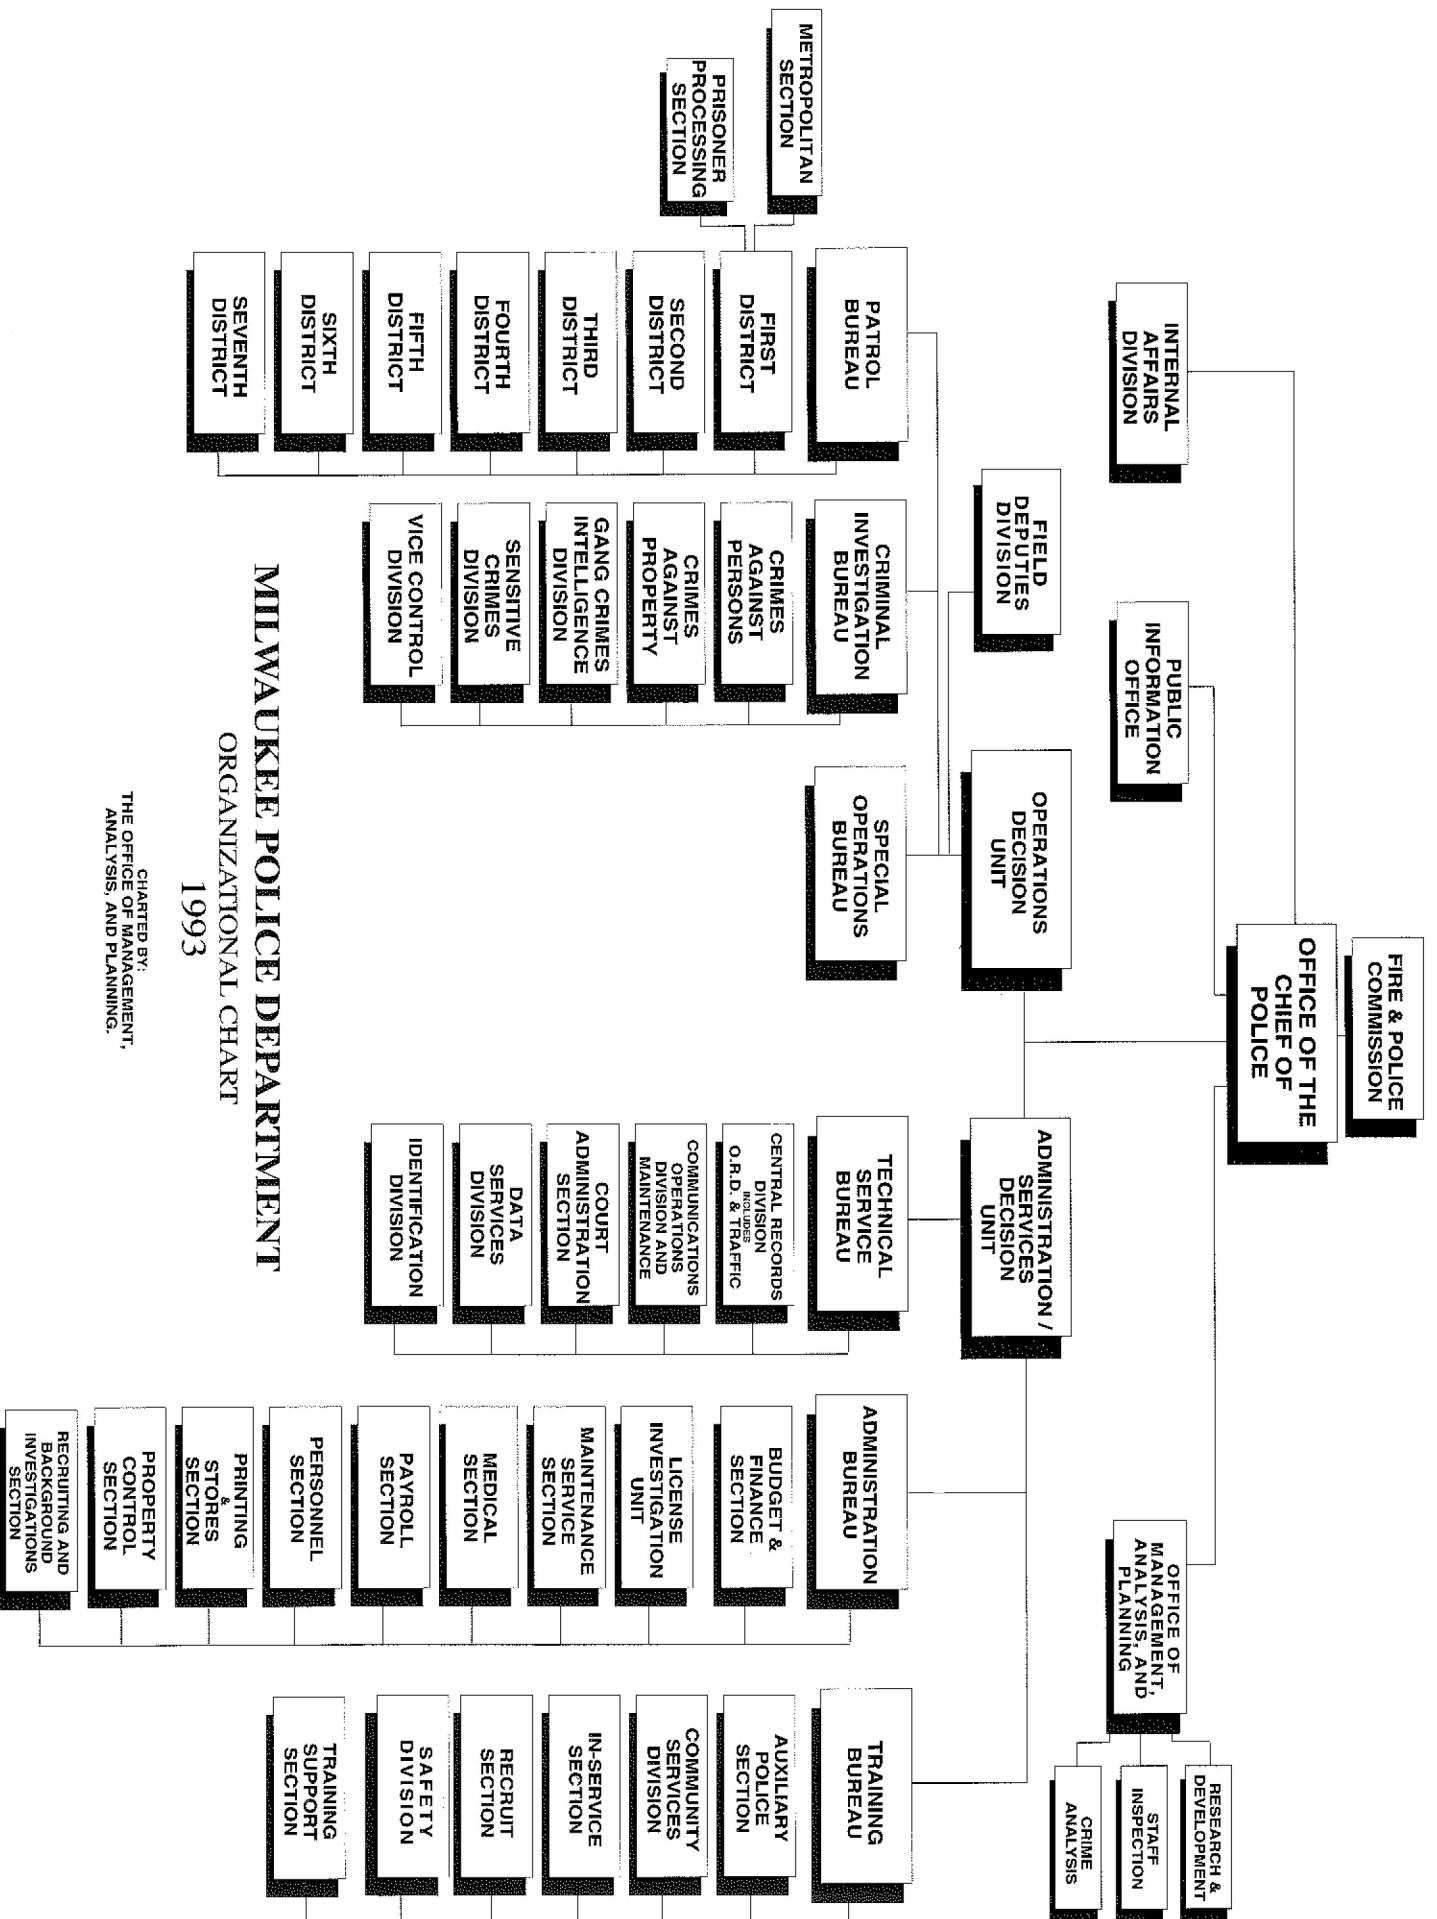 FIRE & POLICE
COMMISSION
OFFICE OF THE
CHIEF OF
POLICE
INTERNAL
AFFAIRS
DIVISION
PUBLIC
INFORMATION
OFFICE
OFFICE OF
MANAGEMENT,
ANALYSIS, AND
PLANNING
RESEARCH &
DEVELOPMENT
STAFF
INSPECTION
CRIME
ANALYSIS
FIELD
DEPUTIES
DIVISION
OPERATIONS
DECISION
UNIT
ADMINISTRATION /
SERVICES
DECISION
UNIT
PATROL
BUREAU
METROPOLITAN
SECTION
PRISONER
PROCESSING
SECTION
FIRST
DISTRICT
SECOND
DISTRICT
THIRD
DISTRICT
FOURTH
DISTRICT
FIFTH
DISTRICT
SIXTH
DISTRICT
SEVENTH
DISTRICT
CRIMINAL
INVESTIGATION
BUREAU
CRIMES
AGAINST
PERSONS
CRIMES
AGAINST
PROPERTY
GANG CRIMES
INTELLIGENCE
DIVISION
SENSITIVE
CRIMES
DIVISION
VICE CONTROL
DIVISION
SPECIAL
OPERATIONS
BUREAU
TECHNICAL
SERVICE
BUREAU
CENTRAL RECORDS
DIVISION
INCLUDES
O.R.D. & TRAFFIC
COMMUNICATIONS
OPERATIONS
DIVISION AND
MAINTENANCE
COURT
ADMINISTRATION
SECTION
DATA
SERVICES
DIVISION
IDENTIFICATION
DIVISION
ADMINISTRATION
BUREAU
BUDGET &
FINANCE
SECTION
LICENSE
INVESTIGATION
UNIT
MAINTENANCE
SERVICE
SECTION
MEDICAL
SECTION
PAYROLL
SECTION
PERSONNEL
SECTION
PRINTING
&
STORES
SECTION
PROPERTY
CONTROL
SECTION
RECRUITING AND
BACKGROUND
INVESTIGATIONS
SECTION
TRAINING
BUREAU
AUXILIARY
POLICE
SECTION
COMMUNITY
SERVICES
DIVISION
IN-SERVICE
SECTION
RECRUIT
SECTION
SAFETY
DIVISION
TRAINING
SUPPORT
SECTION
MILWAUKEE POLICE DEPARTMENT
ORGANIZATIONAL CHART
1993
CHARTED BY:
THE OFFICE OF MANAGEMENT,
ANALYSIS, AND PLANNING.